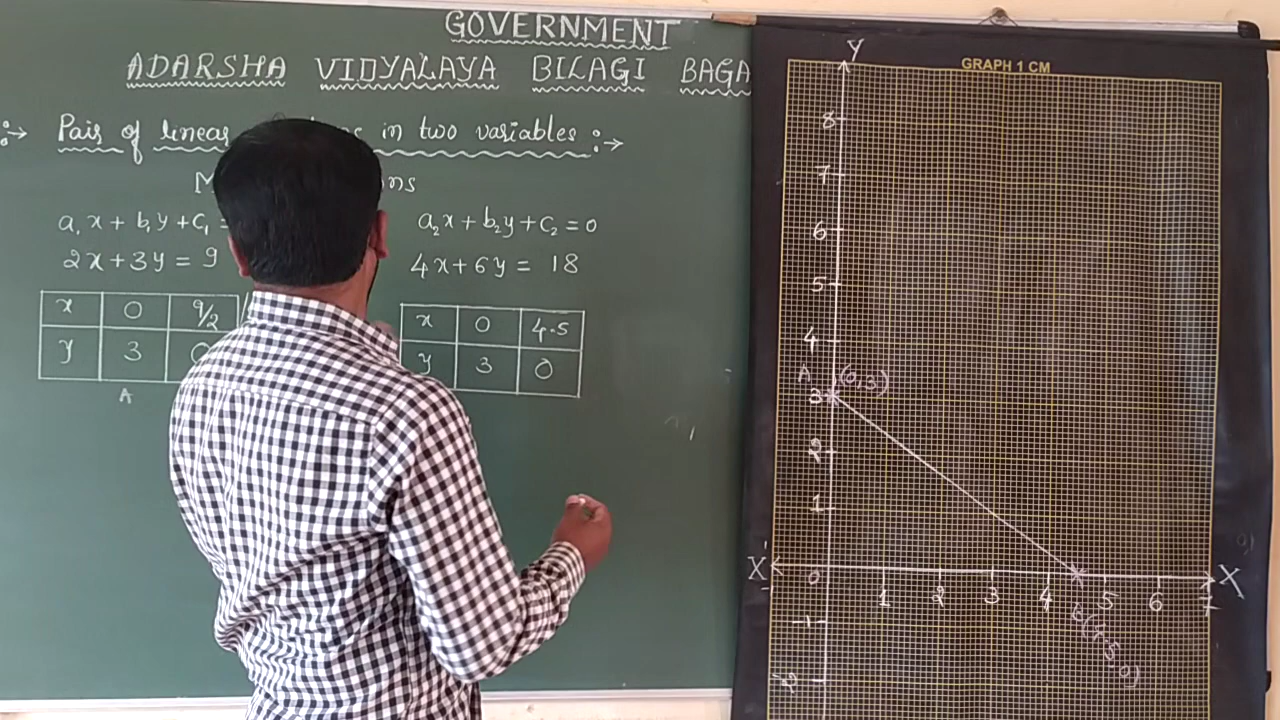 GOVERNMENT
ADARSHA VIDYALAYA BILAGI BAGA
:→ Pair of linear in two variables :→
ns
a₁x + b₁y + c₁ =
2x + 3y = 9
x 0 9/2
y 3 0
A
a₂x + b₂y + c₂ = 0
4x + 6y = 18
x 0 4.5
y 3 0
GRAPH 1 CM
Y
8
7
6
5
4
A (0,3)
3
2
1
X' 0 1 2 3 4 5 6 7 X
B(4.5,0)
-1
-2